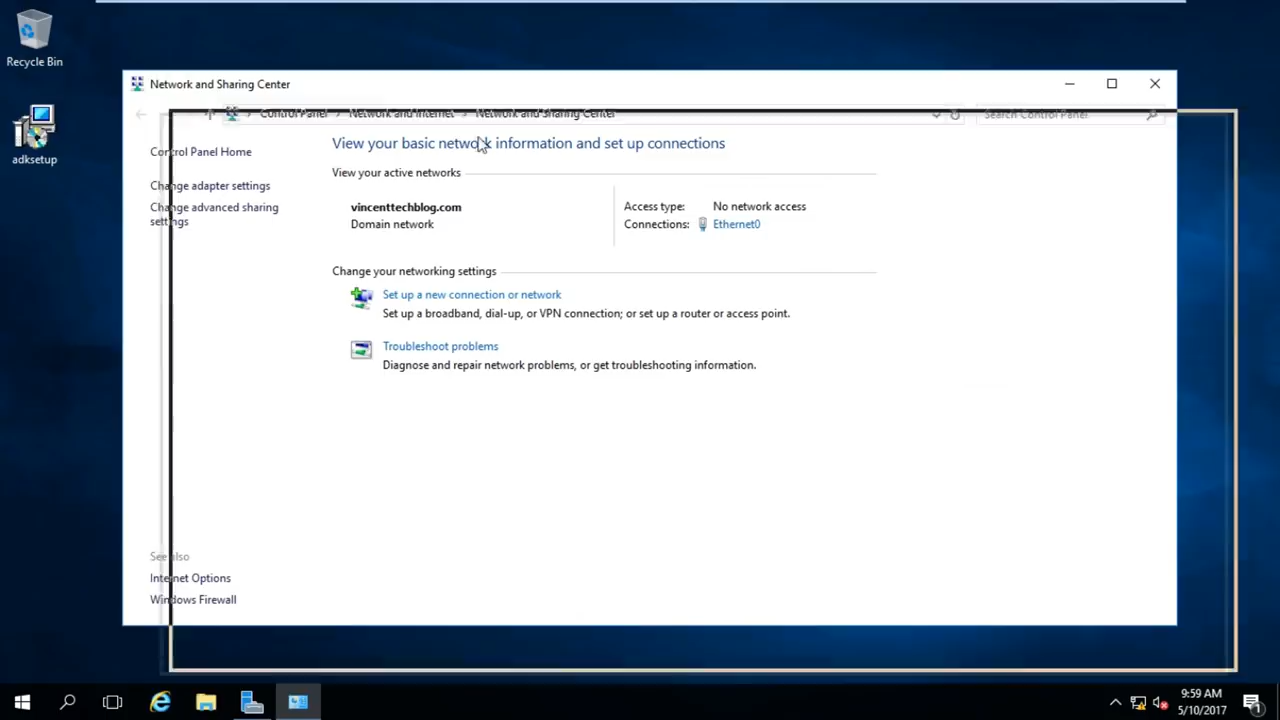 Recycle Bin
adksetup
Network and Sharing Center
Control Panel > Network and Internet > Network and Sharing Center
Search Control Panel
Control Panel Home
Change adapter settings
Change advanced sharing
settings
View your basic network information and set up connections
View your active networks
vincenttechblog.com
Domain network
Access type: No network access
Connections: Ethernet0
Change your networking settings
Set up a new connection or network
Set up a broadband, dial-up, or VPN connection; or set up a router or access point.
Troubleshoot problems
Diagnose and repair network problems, or get troubleshooting information.
See also
Internet Options
Windows Firewall
9:59 AM
5/10/2017
1